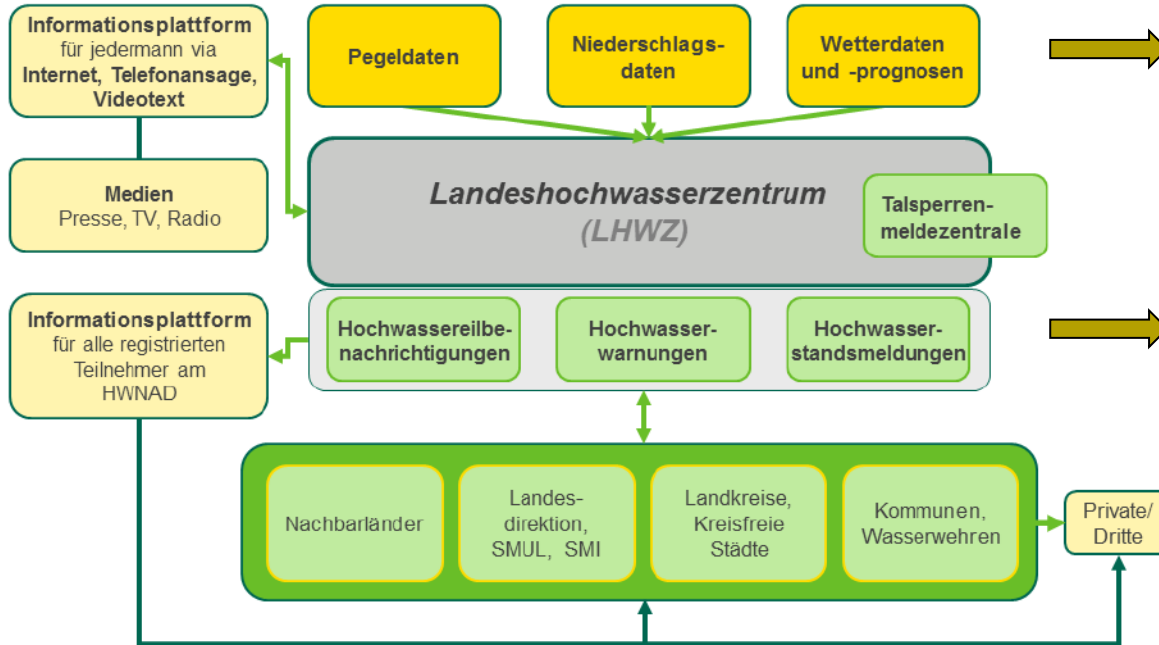 Informationsplattform
für jedermann via
Internet, Telefonansage,
Videotext
Pegeldaten
Niederschlags-
daten
Wetterdaten
und -prognosen
Medien
Presse, TV, Radio
Landeshochwasserzentrum
(LHWZ)
Talsperren-
meldezentrale
Informationsplattform
für alle registrierten
Teilnehmer am
HWNAD
Hochwassereilbe-
nachrichtigungen
Hochwasser-
warnungen
Hochwasser-
standsmeldungen
Nachbarländer
Landes-
direktion,
SMUL, SMI
Landkreise,
Kreisfreie
Städte
Kommunen,
Wasserwehren
Private/
Dritte